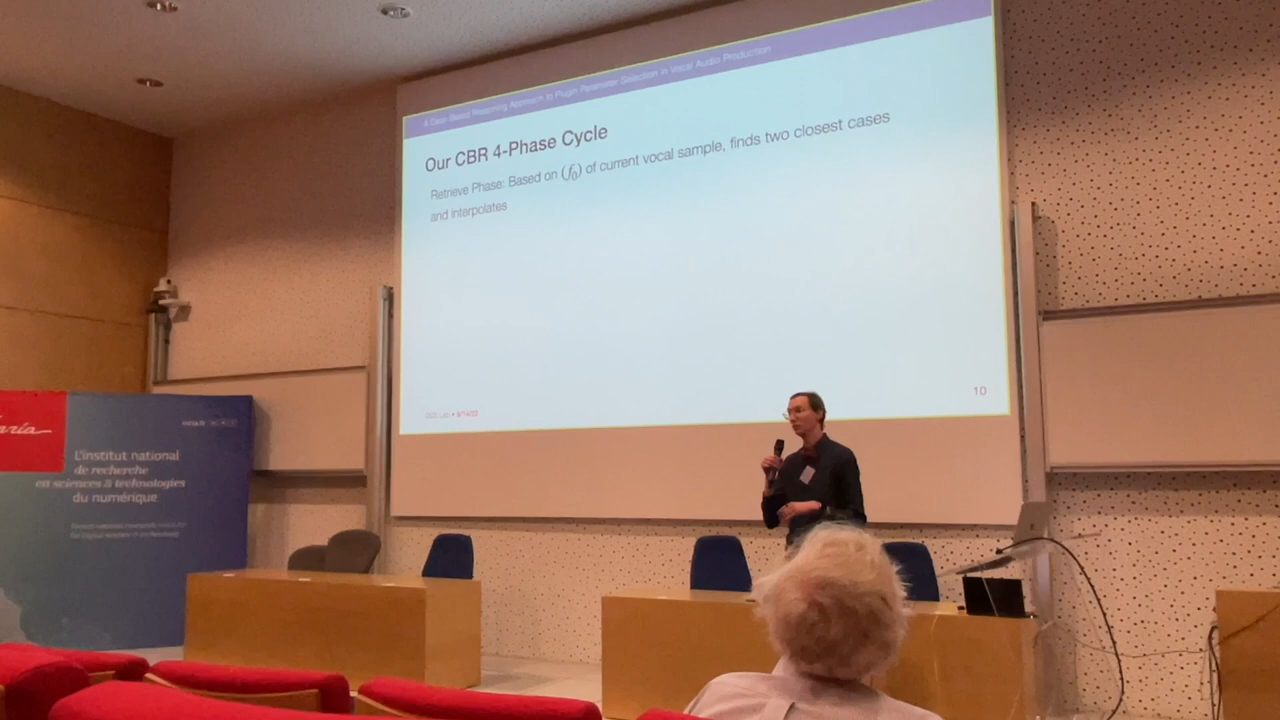 A Case-Based Reasoning Approach to Plugin Parameter Selection in Vocal Audio Production
Our CBR 4-Phase Cycle
Retrieve Phase: Based on (f0) of current vocal sample, finds two closest cases
and interpolates
10
L'institut national
de recherche
en sciences & technologies
du numérique